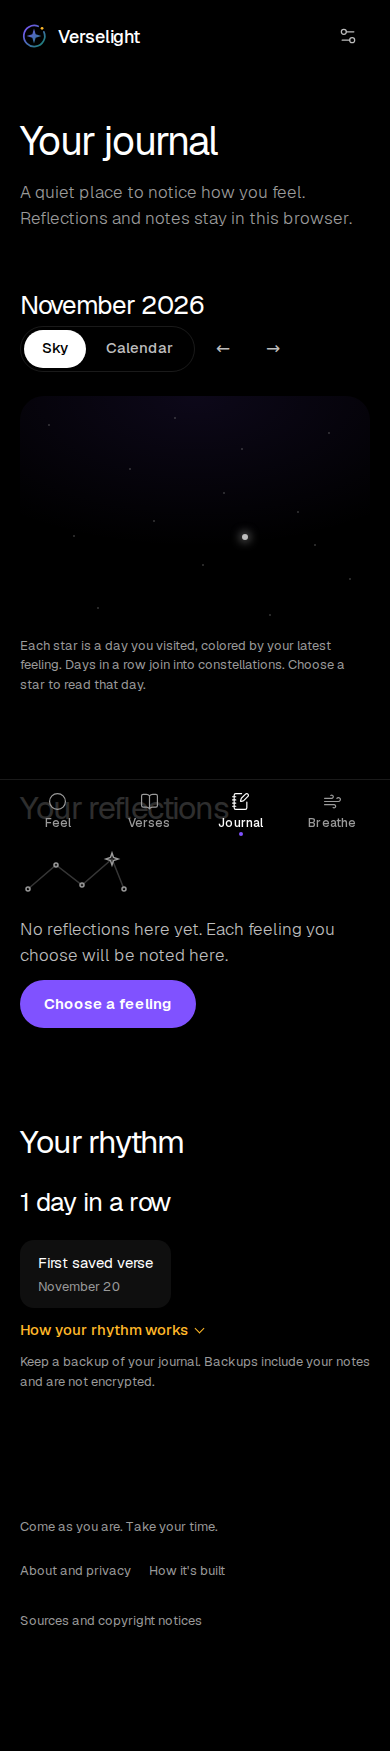 Verselight
Your journal
A quiet place to notice how you feel.
Reflections and notes stay in this browser.
November 2026
Sky
Calendar
← →
Each star is a day you visited, colored by your latest
feeling. Days in a row join into constellations. Choose a
star to read that day.
Your reflections
Feel
Verses
Journal
Breathe
No reflections here yet. Each feeling you
choose will be noted here.
Choose a feeling
Your rhythm
1 day in a row
First saved verse
November 20
How your rhythm works
Keep a backup of your journal. Backups include your notes
and are not encrypted.
Come as you are. Take your time.
About and privacy
How it's built
Sources and copyright notices